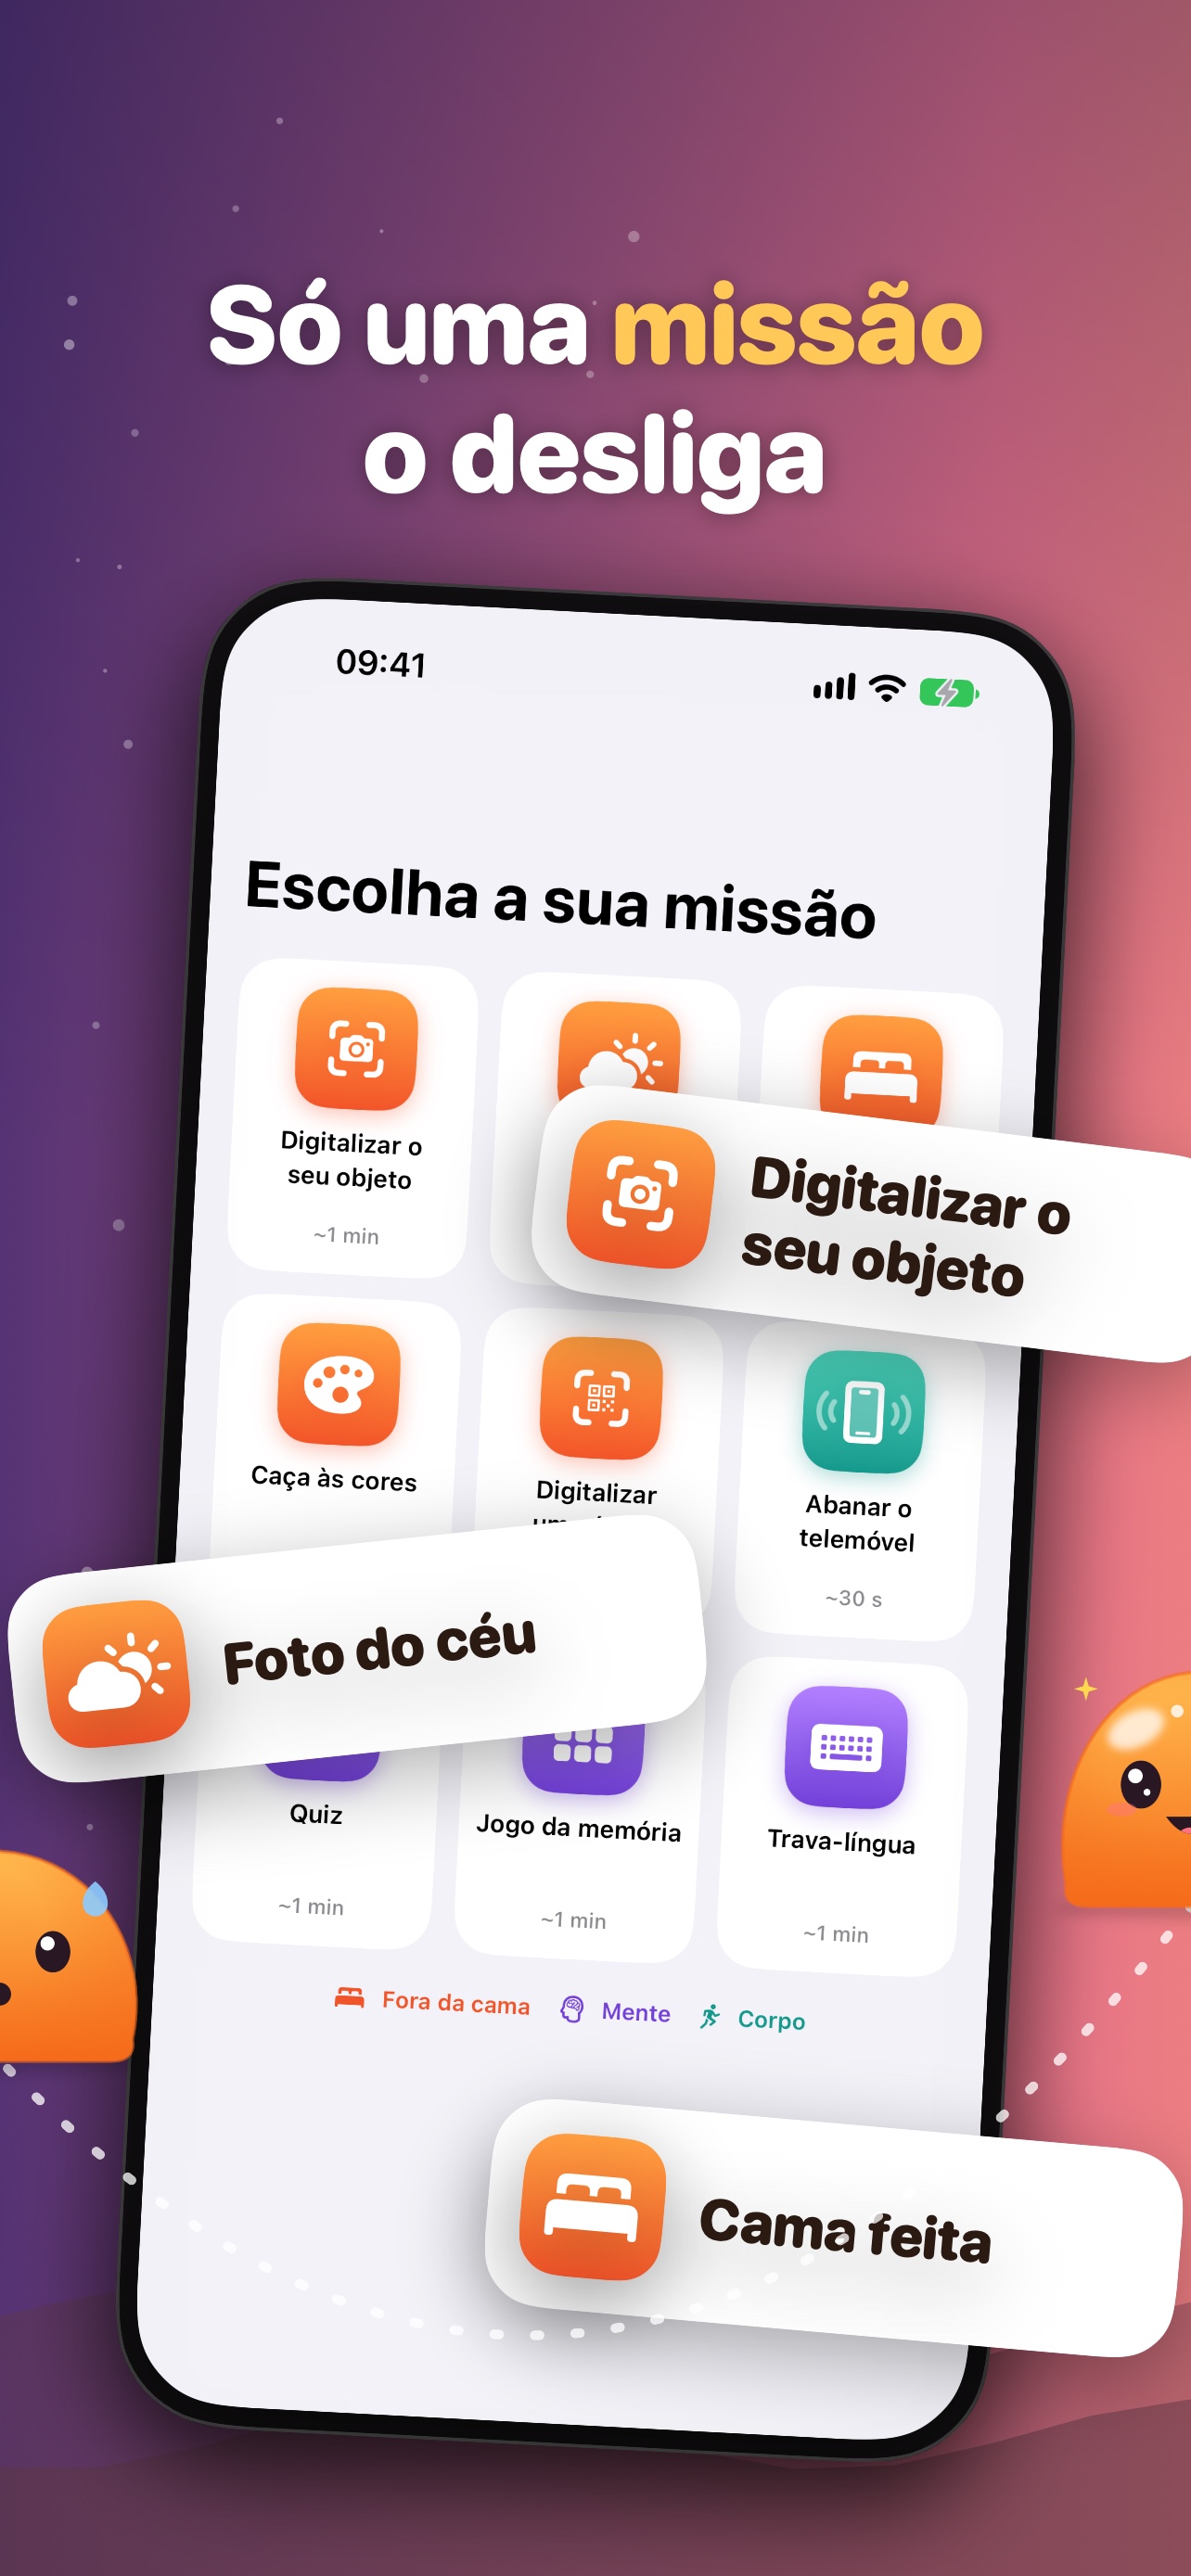 Só uma missão
o desliga
09:41
Escolha a sua missão
Digitalizar o
seu objeto
~1 min
Digitalizar o
seu objeto
Caça às cores
Digitalizar
Abanar o
telemóvel
~30 s
Foto do céu
Quiz
~1 min
Jogo da memória
~1 min
Trava-língua
~1 min
Fora da cama
Mente
Corpo
Cama feita